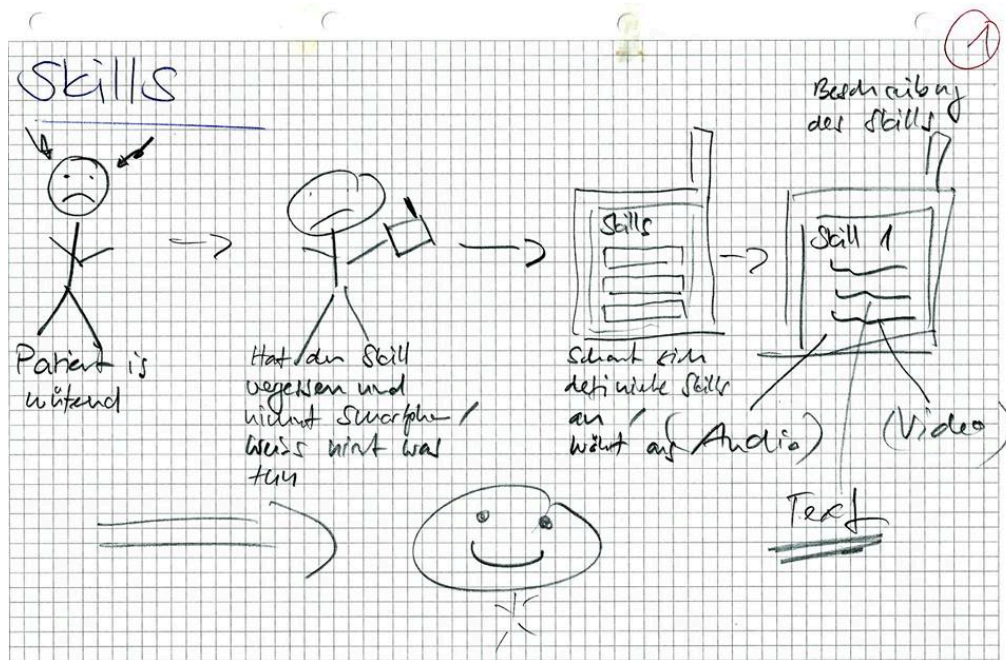 Skills
1
Patient is
wütend
Hat den Skill
vergessen und
nimmt Smartphone /
weiss nicht was
tun
Skills
Schaut sich
definierte Skills
an /
wählt aus
Beschreibung
des Skills
Skill 1
(Audio)
(Video)
Text